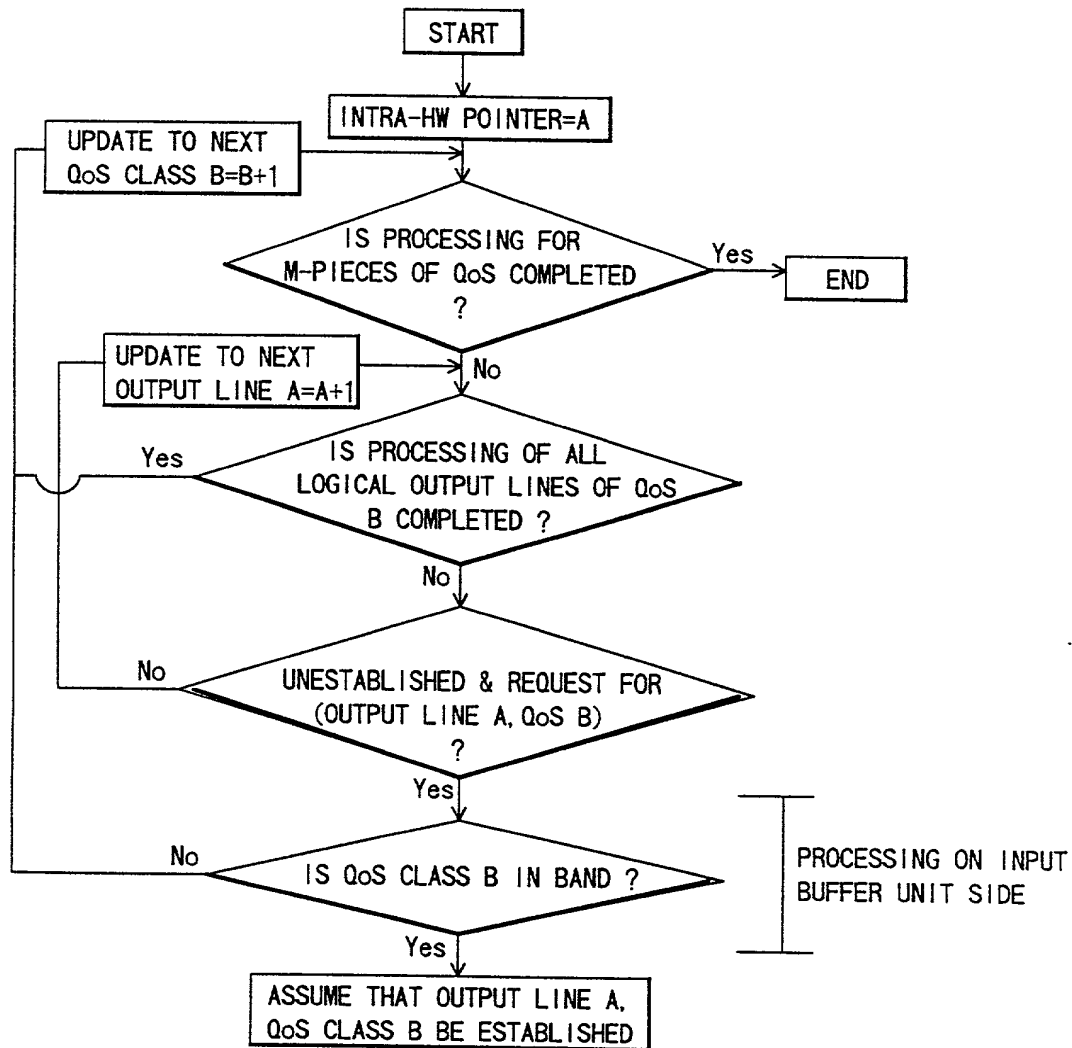 START
INTRA-HW POINTER=A
UPDATE TO NEXT
QoS CLASS B=B+1
IS PROCESSING FOR
M-PIECES OF QoS COMPLETED
?
Yes
END
No
UPDATE TO NEXT
OUTPUT LINE A=A+1
IS PROCESSING OF ALL
LOGICAL OUTPUT LINES OF QoS
B COMPLETED ?
Yes
No
UNESTABLISHED & REQUEST FOR
(OUTPUT LINE A, QoS B)
?
No
Yes
IS QoS CLASS B IN BAND ?
No
PROCESSING ON INPUT
BUFFER UNIT SIDE
Yes
ASSUME THAT OUTPUT LINE A,
QoS CLASS B BE ESTABLISHED